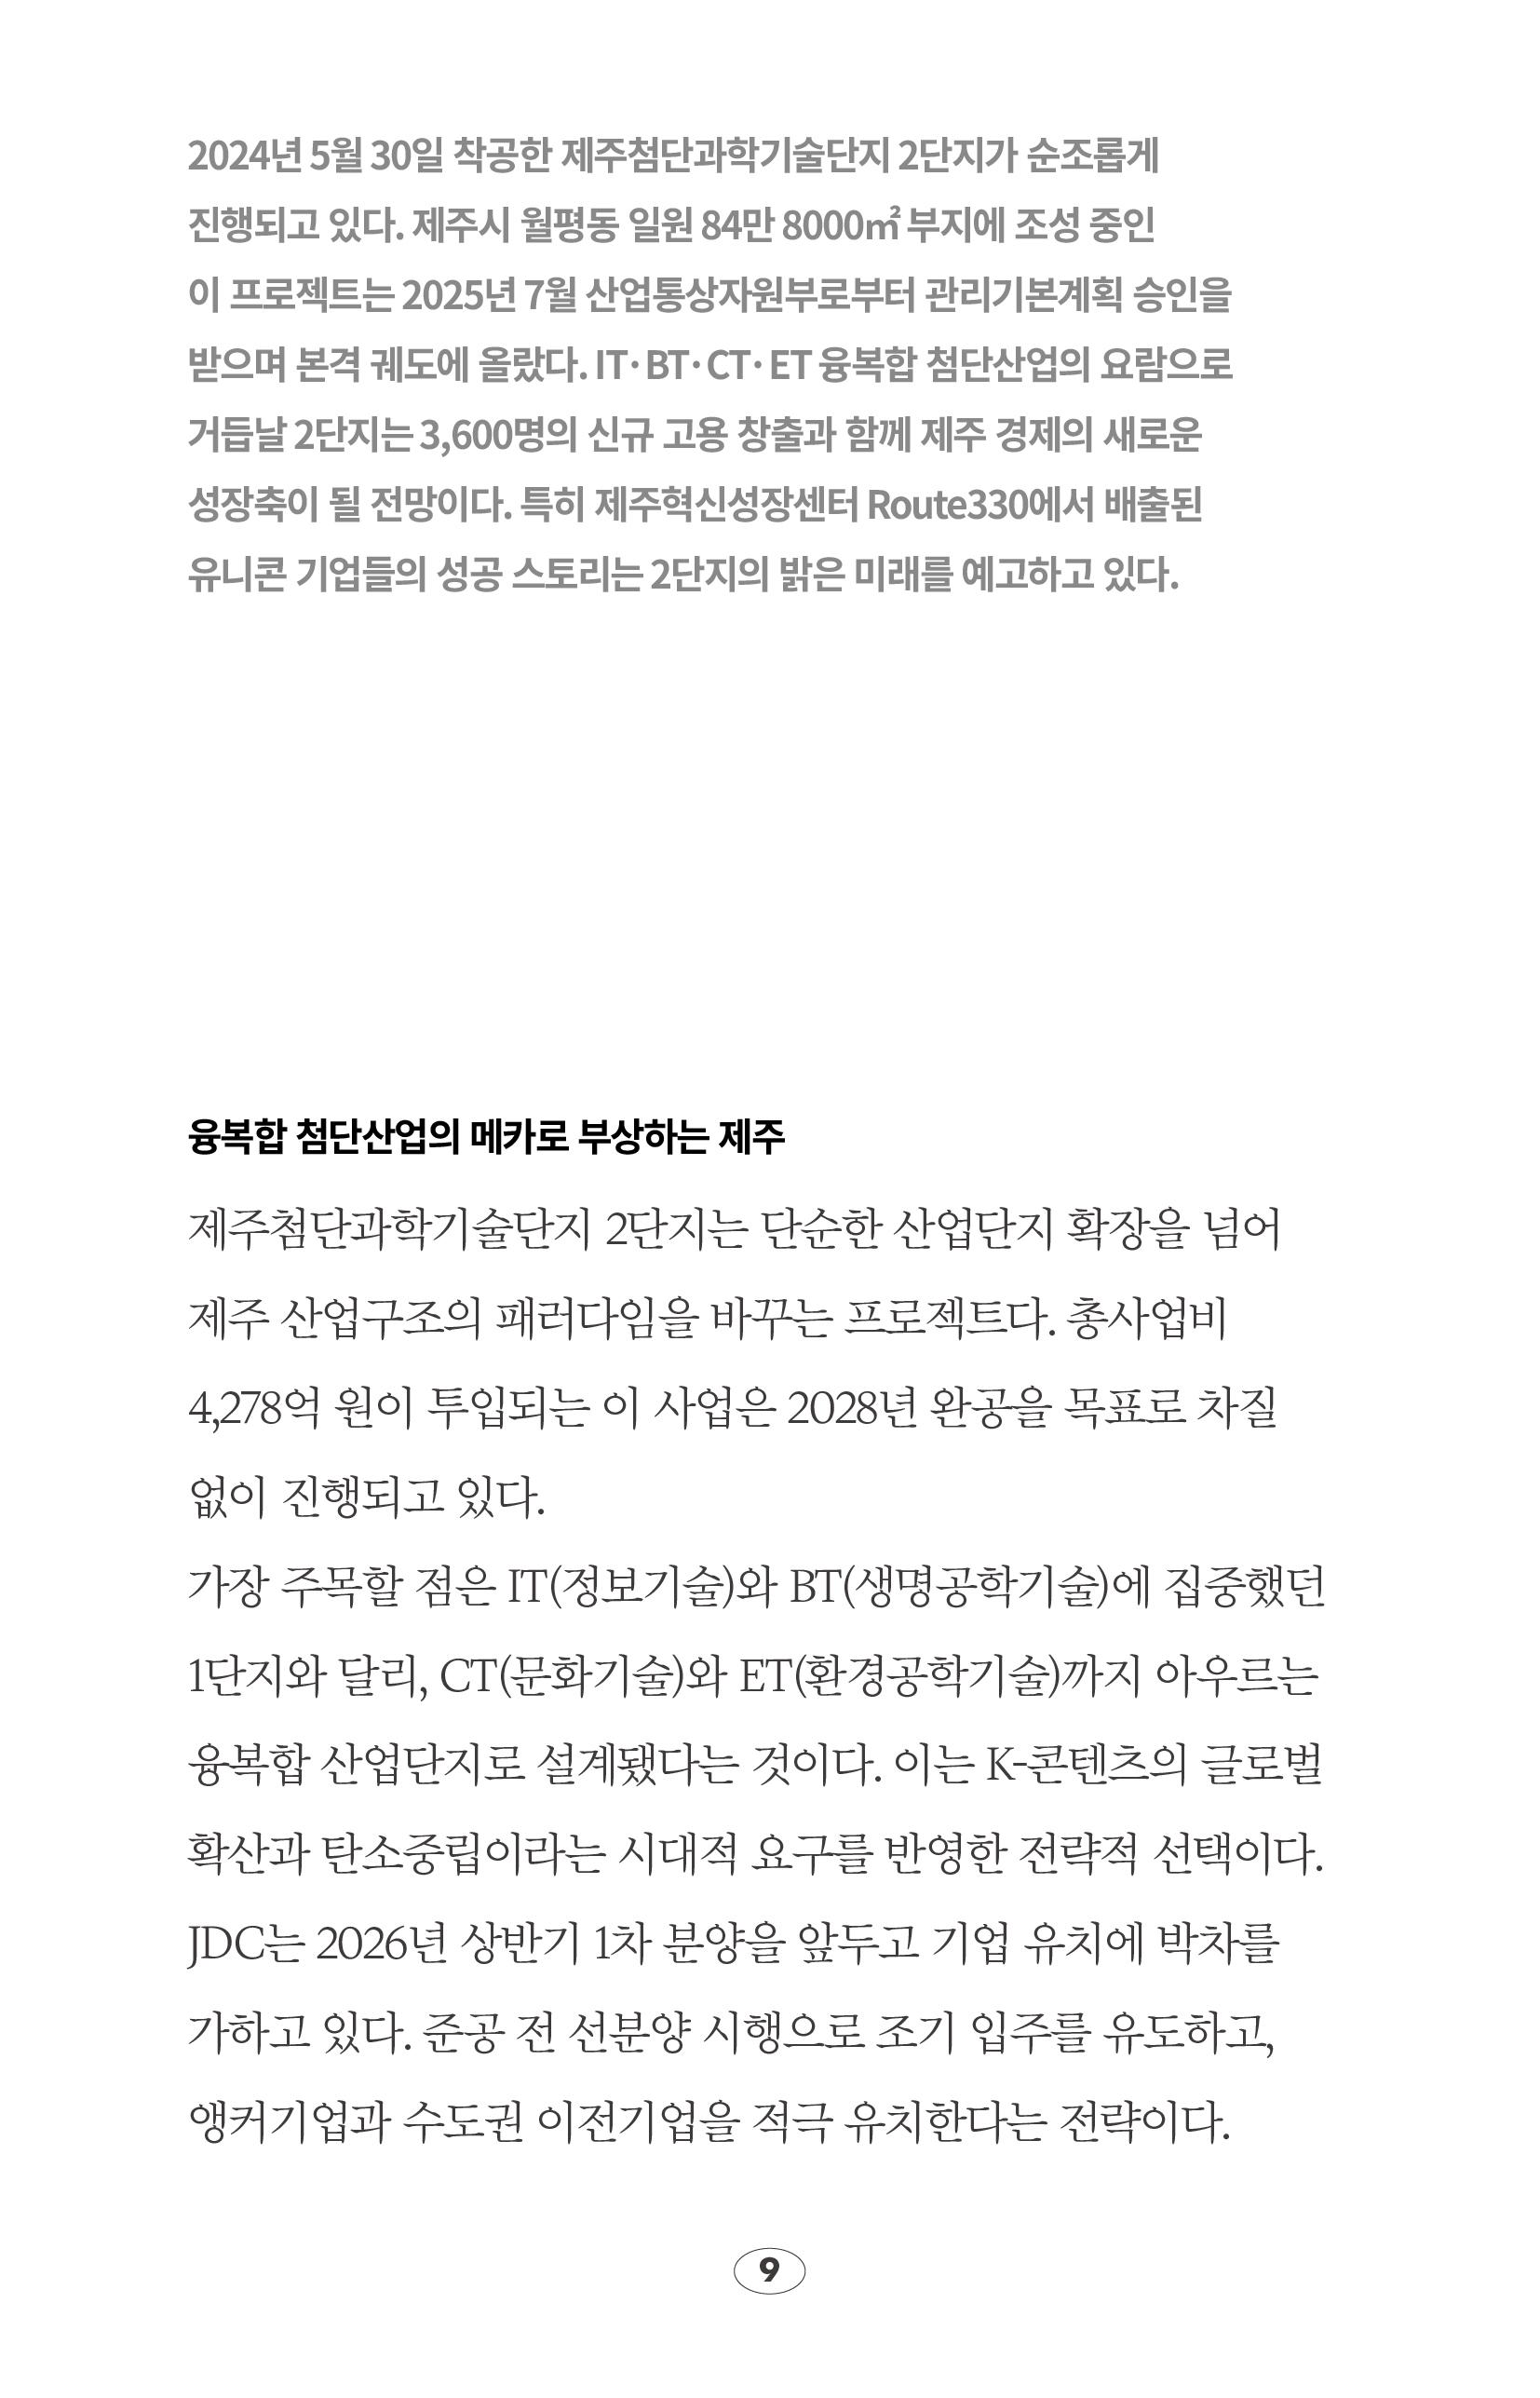 2024년 5월 30일 착공한 제주첨단과학기술단지 2단지가 순조롭게
진행되고 있다. 제주시 월평동 일원 84만 8000㎡ 부지에 조성 중인
이 프로젝트는 2025년 7월 산업통상자원부로부터 관리기본계획 승인을
받으며 본격 궤도에 올랐다. IT·BT·CT·ET 융복합 첨단산업의 요람으로
거듭날 2단지는 3,600명의 신규 고용 창출과 함께 제주 경제의 새로운
성장축이 될 전망이다. 특히 제주혁신성장센터 Route330에서 배출된
유니콘 기업들의 성공 스토리는 2단지의 밝은 미래를 예고하고 있다.
융복합 첨단산업의 메카로 부상하는 제주
제주첨단과학기술단지 2단지는 단순한 산업단지 확장을 넘어
제주 산업구조의 패러다임을 바꾸는 프로젝트다. 총사업비
4,278억 원이 투입되는 이 사업은 2028년 완공을 목표로 차질
없이 진행되고 있다.
가장 주목할 점은 IT(정보기술)와 BT(생명공학기술)에 집중했던
1단지와 달리, CT(문화기술)와 ET(환경공학기술)까지 아우르는
융복합 산업단지로 설계됐다는 것이다. 이는 K-콘텐츠의 글로벌
확산과 탄소중립이라는 시대적 요구를 반영한 전략적 선택이다.
JDC는 2026년 상반기 1차 분양을 앞두고 기업 유치에 박차를
가하고 있다. 준공 전 선분양 시행으로 조기 입주를 유도하고,
앵커기업과 수도권 이전기업을 적극 유치한다는 전략이다.
9